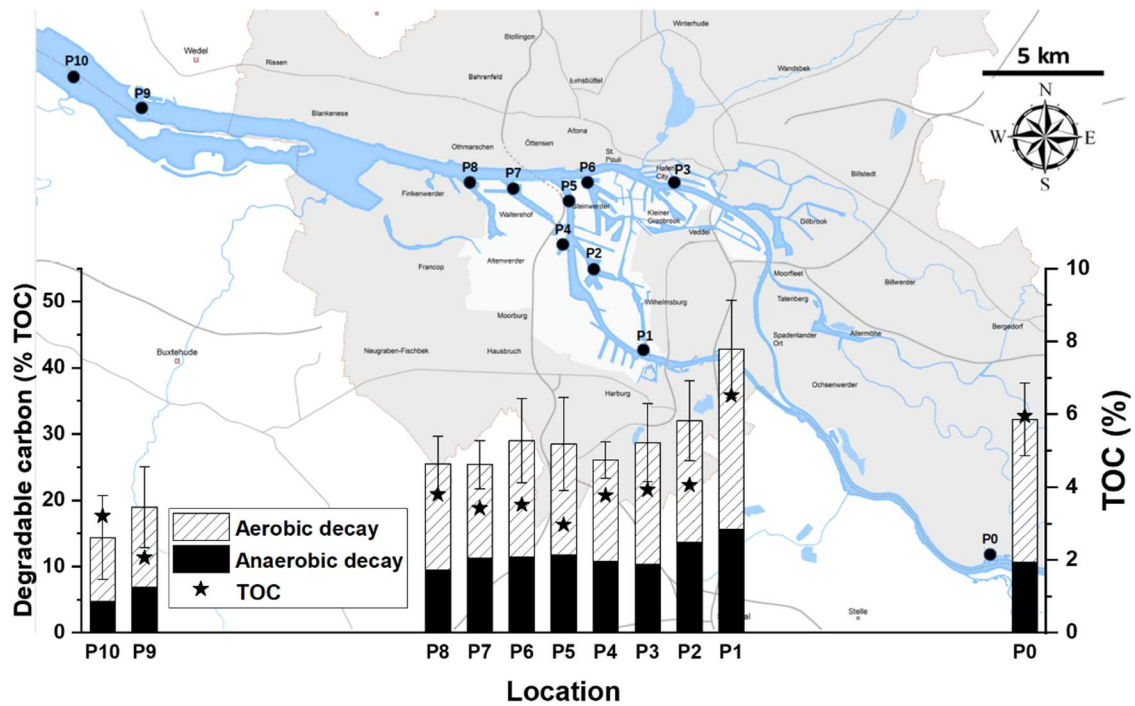 Winterhude
Stellingen
5 km
P10
Wedel
Rissen
Bahrenfeld
Wandsbek
N
P9
Blankenese
Altona
W
E
Othmarschen
Öttensen
St.
Pauli
S
P8
P7
P6
Hafen
City
P3
Billstedt
Finkenwerder
P5
Steinwerder
Waltershof
Kleiner
Grasbrook
Billbrook
P4
Veddel
P2
Francop
Altenwerder
Moorfleet
Billwerder
Tatenberg
Wilhelmsburg
Moorburg
Bergedorf
P1
Spadenlander
Ort
Allermöhe
Buxtehude
Neugraben-Fischbek
Hausbruch
Ochsenwerder
Harburg
P0
Stelle
Degradable carbon (% TOC)
50
40
30
20
10
0
Aerobic decay
Anaerobic decay
TOC
10
8
6
4
2
0
TOC (%)
P10 P9 P8 P7 P6 P5 P4 P3 P2 P1 P0
Location